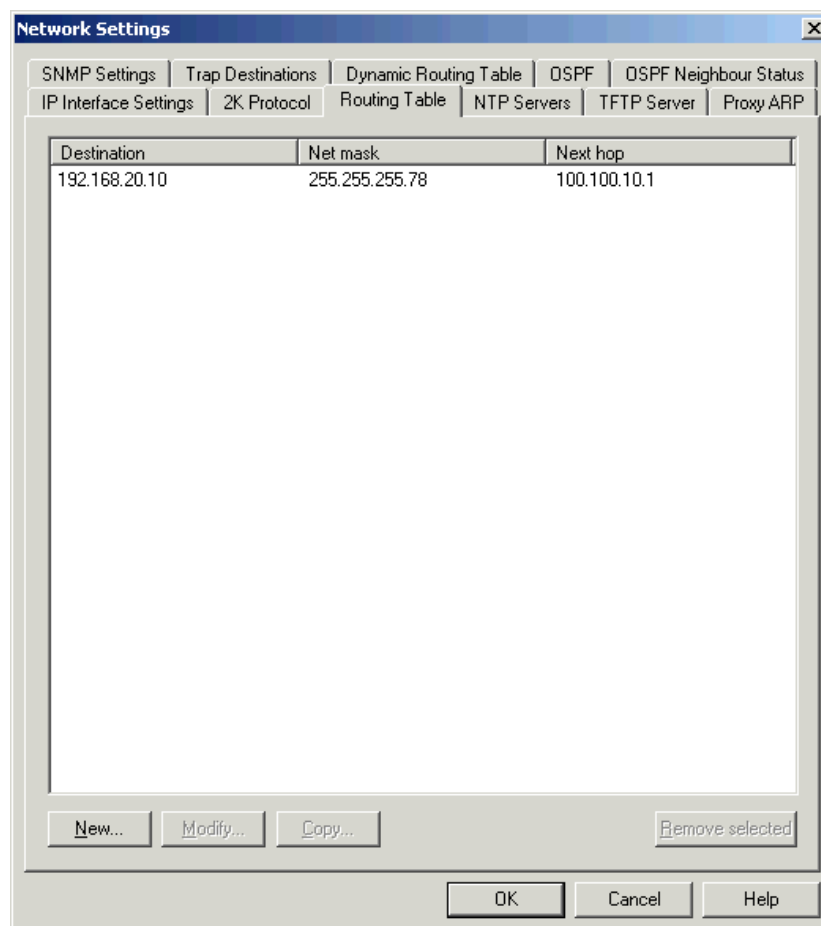 Network Settings
SNMP Settings Trap Destinations Dynamic Routing Table OSPF OSPF Neighbour Status
IP Interface Settings 2K Protocol Routing Table NTP Servers TFTP Server Proxy ARP
Destination Net mask Next hop
192.168.20.10 255.255.255.78 100.100.10.1
New... Modify... Copy... Remove selected
OK Cancel Help